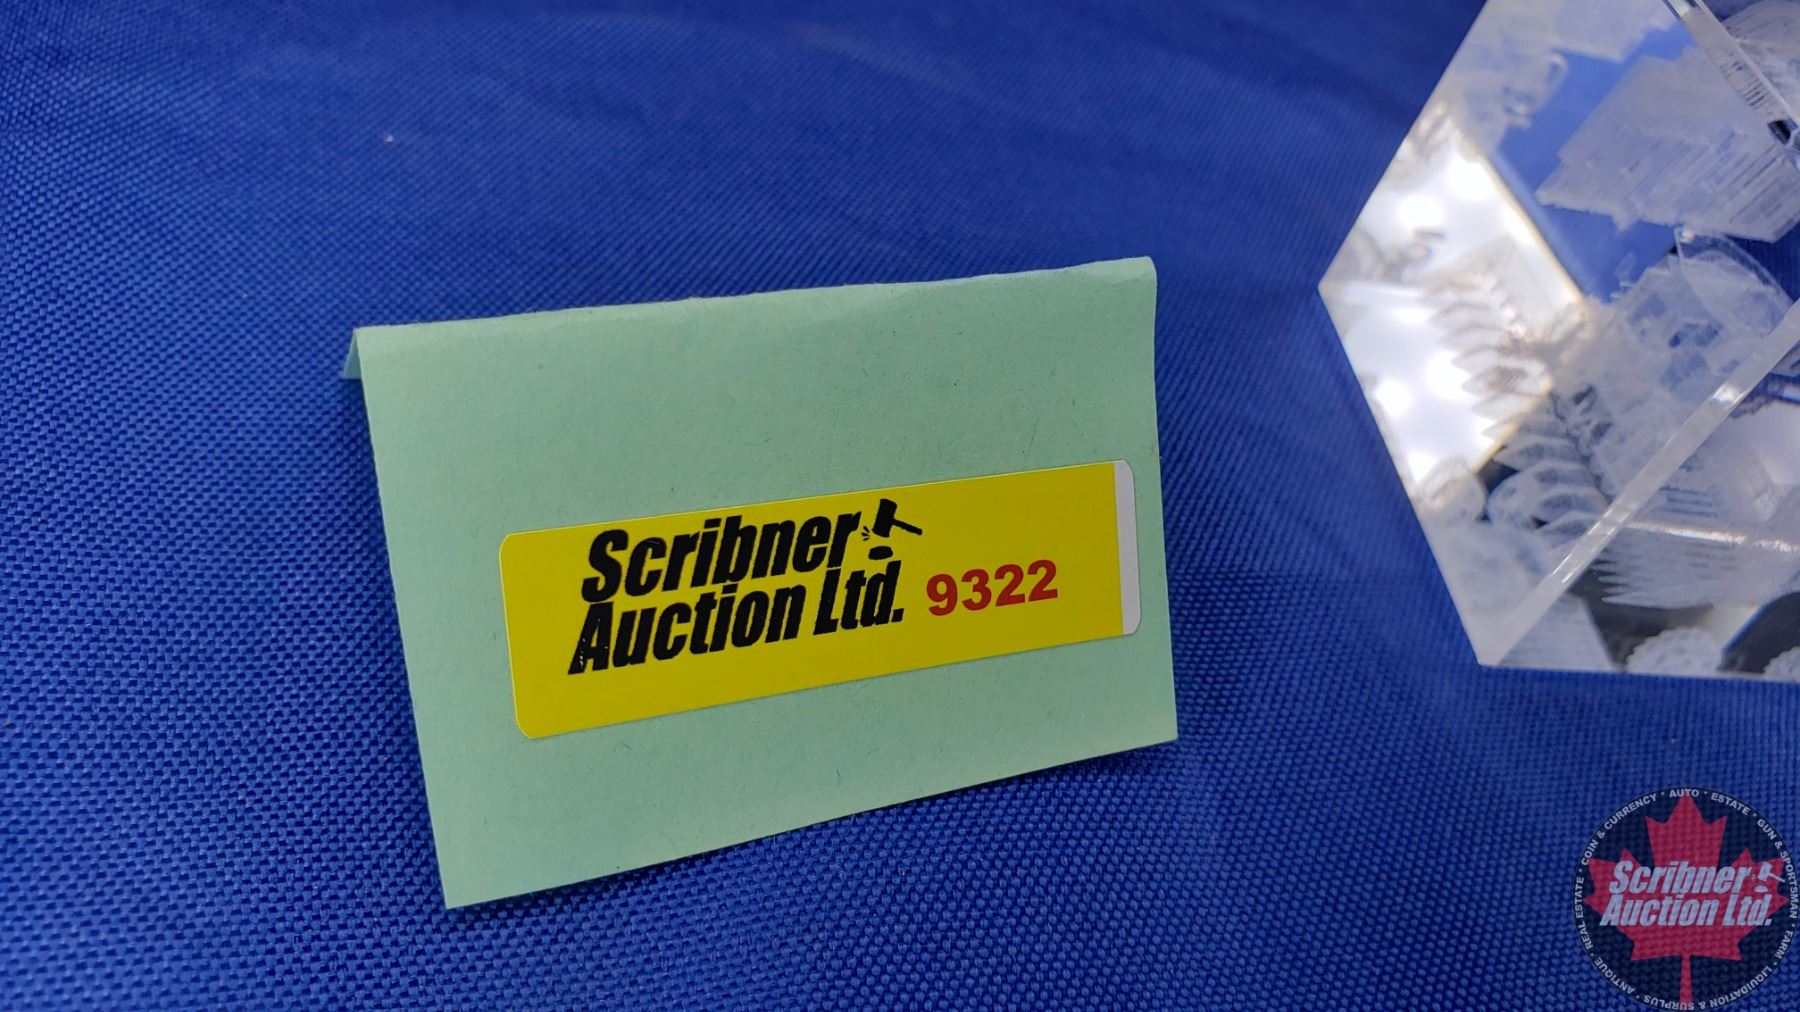 Scribner
Auction Ltd. 9322
COIN & CURRENCY * AUTO * ESTATE * GUN & SPORTSMAN * FARM * LIQUIDATION & SURPLUS * ANTIQUE * REAL ESTATE *
Scribner
Auction Ltd.